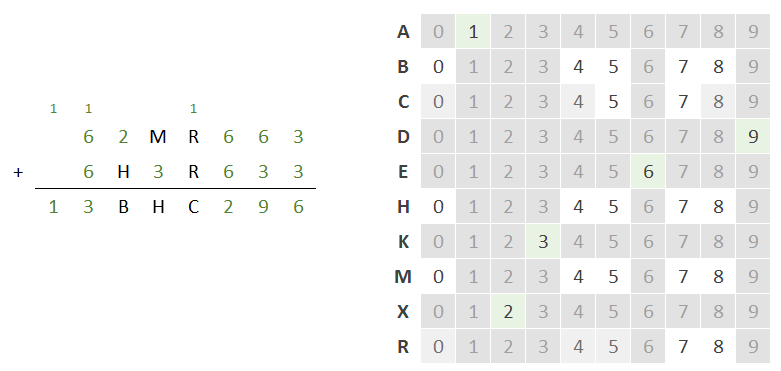 1 1 1
6 2 M R 6 6 3
+ 6 H 3 R 6 3 3
1 3 B H C 2 9 6
A 0 1 2 3 4 5 6 7 8 9
B 0 1 2 3 4 5 6 7 8 9
C 0 1 2 3 4 5 6 7 8 9
D 0 1 2 3 4 5 6 7 8 9
E 0 1 2 3 4 5 6 7 8 9
H 0 1 2 3 4 5 6 7 8 9
K 0 1 2 3 4 5 6 7 8 9
M 0 1 2 3 4 5 6 7 8 9
X 0 1 2 3 4 5 6 7 8 9
R 0 1 2 3 4 5 6 7 8 9